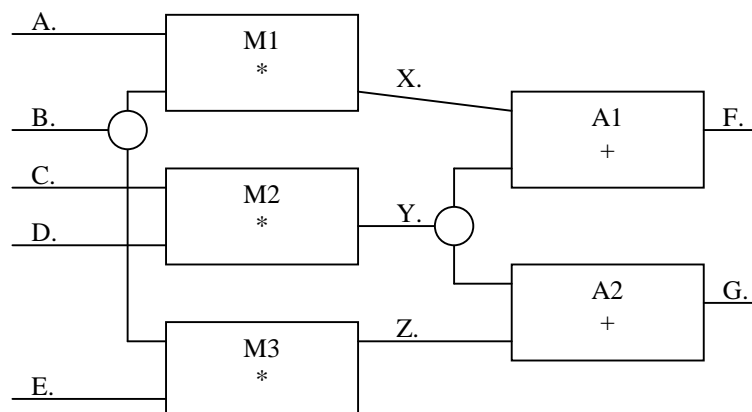 A.
M1
*
X.
A1
+
F.
B.
C.
M2
*
Y.
D.
A2
+
G.
Z.
M3
*
E.